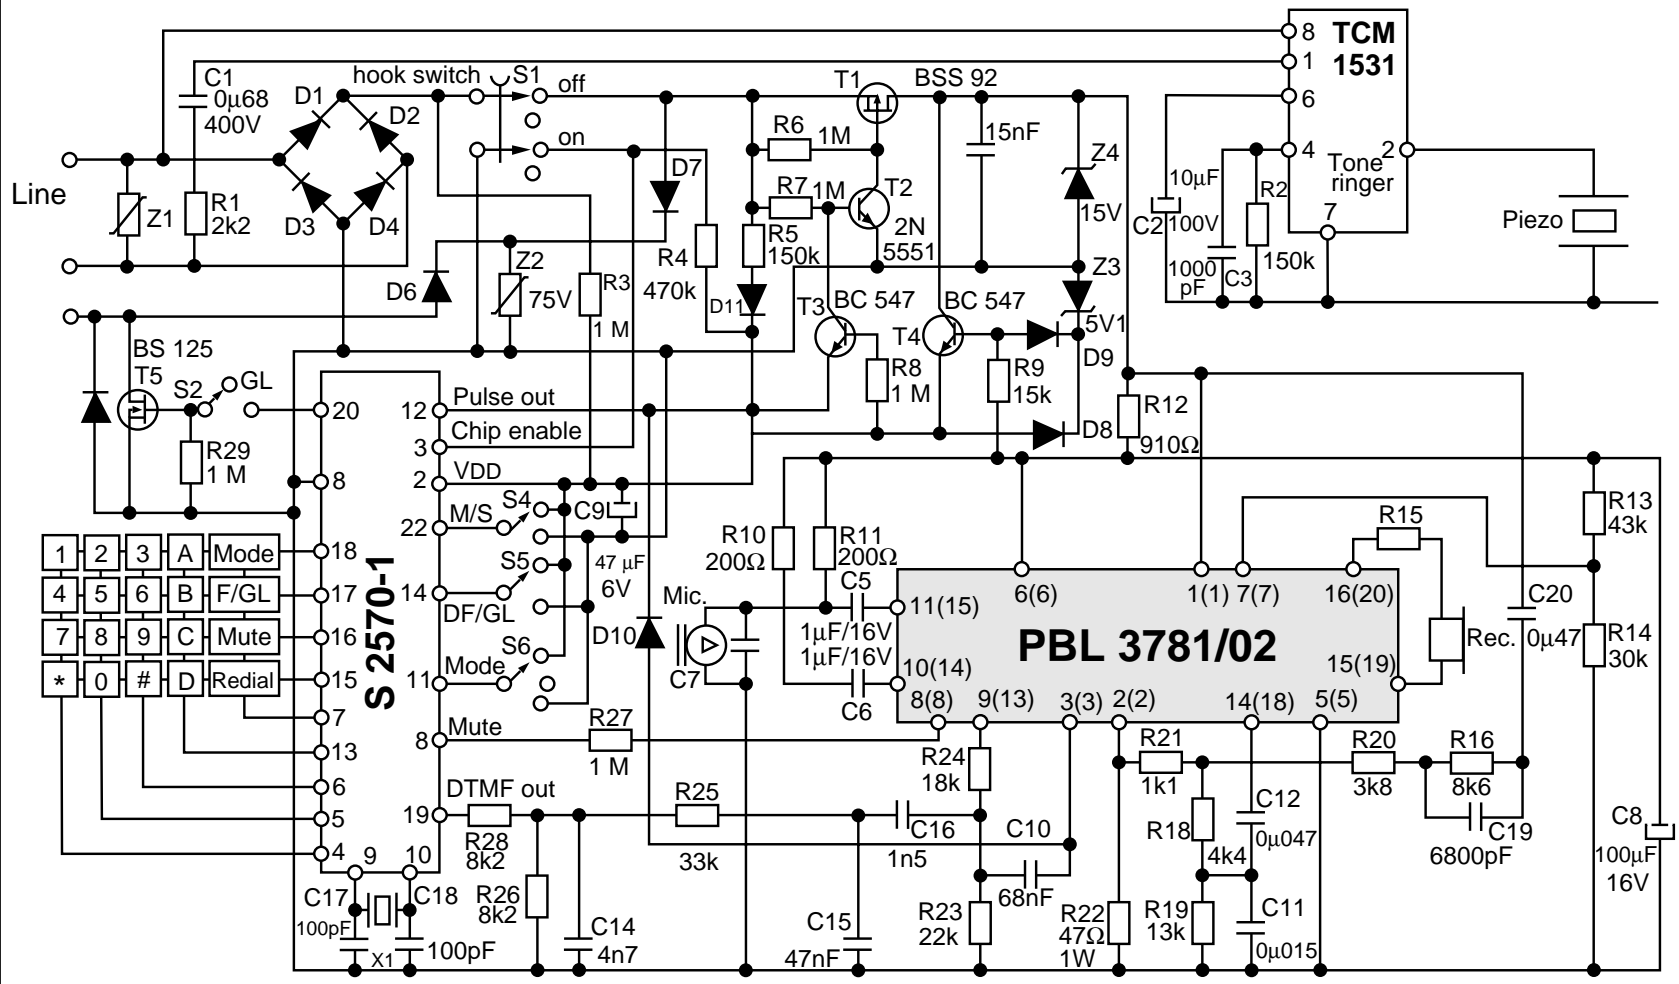 TCM
1531
Tone
ringer
8
1
6
4
2
7
C1
0µ68
400V
hook switch
S1
off
on
T1
BSS 92
D1
D2
D3
D4
Line
Z1
R1
2k2
R6
1M
R7
1M
T2
2N
5551
15nF
Z4
15V
10µF
100V
C2
R2
150k
1000
pF
C3
Piezo
D7
D6
Z2
75V
R3
1 M
R4
470k
R5
150k
D11
T3
BC 547
BC 547
T4
Z3
5V1
D9
R8
1 M
R9
15k
D8
R12
910Ω
BS 125
T5
S2
GL
R29
1 M
20
8
18
17
16
15
7
13
6
5
4
9
10
12
3
2
22
14
11
8
19
S 2570-1
Pulse out
Chip enable
VDD
M/S
S4
C9
47 µF
6V
S5
DF/GL
S6
Mode
Mute
DTMF out
1 2 3 A Mode
4 5 6 B F/GL
7 8 9 C Mute
* 0 # D Redial
D10
Mic.
C7
R10
200Ω
R11
200Ω
C5
1µF/16V
1µF/16V
C6
PBL 3781/02
11(15)
10(14)
8(8)
9(13)
3(3)
2(2)
14(18)
5(5)
6(6)
1(1)
7(7)
16(20)
15(19)
R15
Rec.
C20
0µ47
R13
43k
R14
30k
R27
1 M
R28
8k2
R26
8k2
R25
33k
C14
4n7
C15
47nF
C16
1n5
R24
18k
C10
68nF
R23
22k
R22
47Ω
1W
R21
1k1
R18
4k4
R19
13k
C12
0µ047
C11
0µ015
R20
3k8
R16
8k6
C19
6800pF
C8
100µF
16V
C17
100pF
C18
100pF
X1